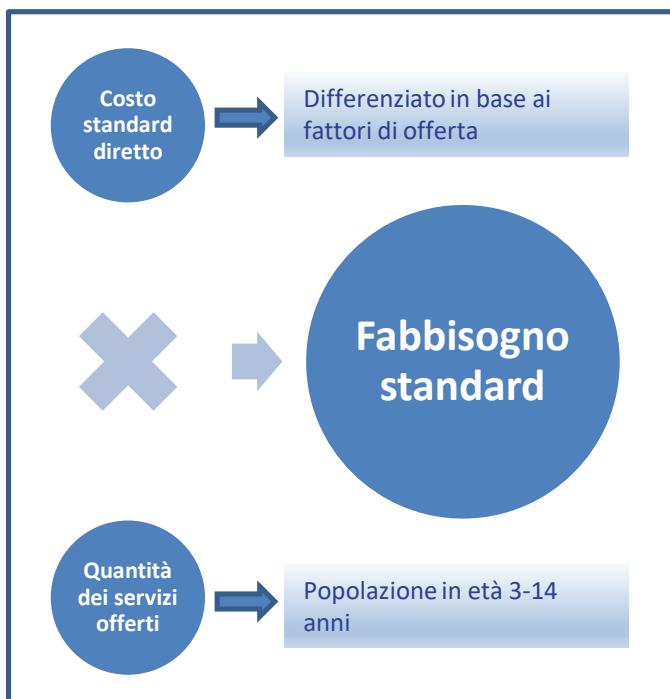 Costo
standard
diretto
Differenziato in base ai
fattori di offerta
Fabbisogno
standard
Quantità
dei servizi
offerti
Popolazione in età 3-14
anni